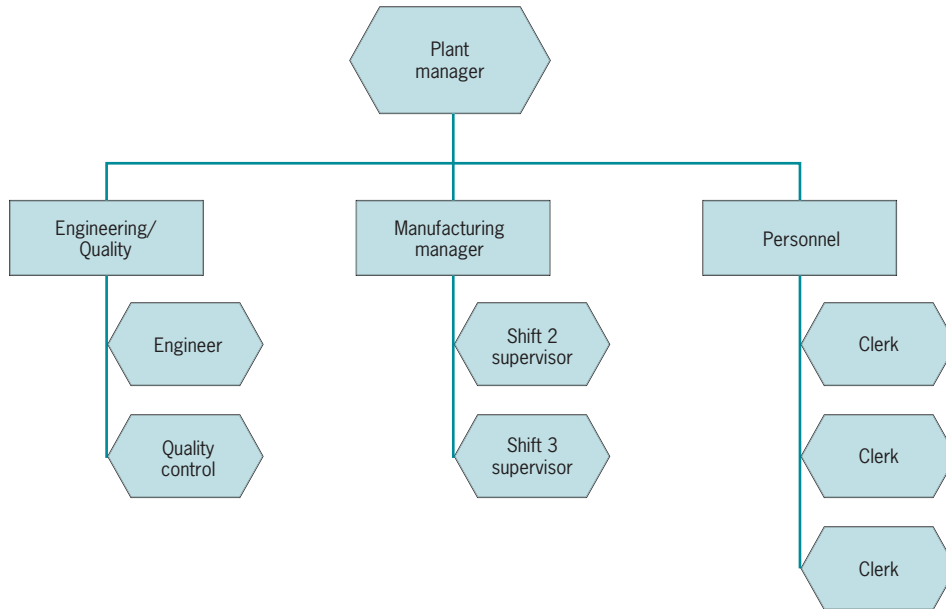 Plant
manager
Engineering/
Quality
Manufacturing
manager
Personnel
Engineer
Shift 2
supervisor
Clerk
Quality
control
Shift 3
supervisor
Clerk
Clerk